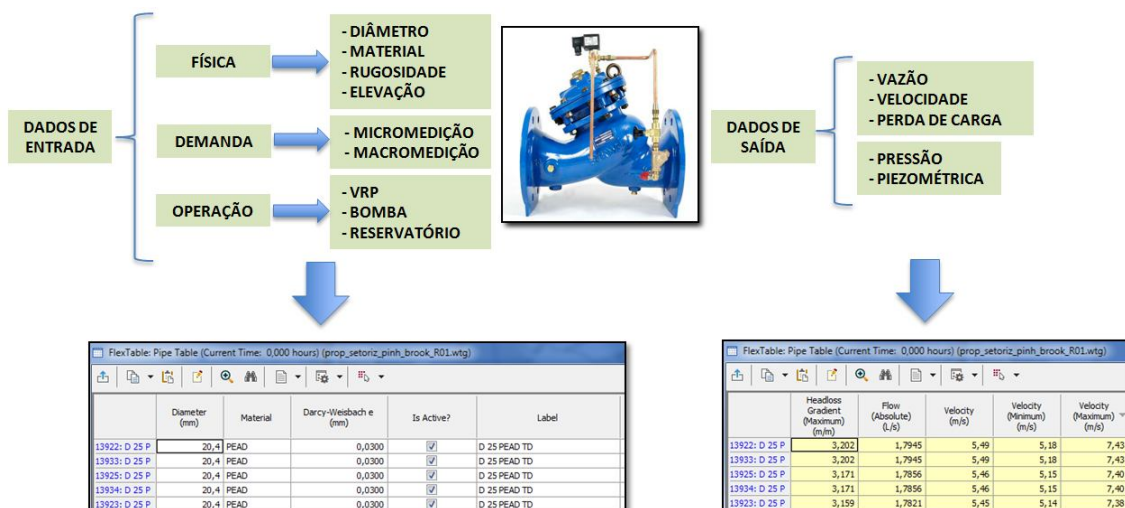 DADOS DE
ENTRADA
FÍSICA
- DIÂMETRO
- MATERIAL
- RUGOSIDADE
- ELEVAÇÃO
DEMANDA
- MICROMEDIÇÃO
- MACROMEDIÇÃO
OPERAÇÃO
- VRP
- BOMBA
- RESERVATÓRIO
DADOS DE
SAÍDA
- VAZÃO
- VELOCIDADE
- PERDA DE CARGA
- PRESSÃO
- PIEZOMÉTRICA
FlexTable: Pipe Table (Current Time: 0,000 hours) (prop_setoriz_pinh_brook_R01.wtg)
Diameter
(mm)
Material
Darcy-Weisbach e
(mm)
Is Active?
Label
13922: D 25 P 20,4 PEAD 0,0300 D 25 PEAD TD
13933: D 25 P 20,4 PEAD 0,0300 D 25 PEAD TD
13925: D 25 P 20,4 PEAD 0,0300 D 25 PEAD TD
13934: D 25 P 20,4 PEAD 0,0300 D 25 PEAD TD
13923: D 25 P 20,4 PEAD 0,0300 D 25 PEAD TD
FlexTable: Pipe Table (Current Time: 0,000 hours) (prop_setoriz_pinh_brook_R01.wtg)
Headloss
Gradient
(Maximum)
(m/m)
Flow
(Absolute)
(L/s)
Velocity
(m/s)
Velocity
(Minimum)
(m/s)
Velocity
(Maximum)
(m/s)
13922: D 25 P 3,202 1,7945 5,49 5,18 7,43
13933: D 25 P 3,202 1,7945 5,49 5,18 7,43
13925: D 25 P 3,171 1,7856 5,46 5,15 7,40
13934: D 25 P 3,171 1,7856 5,46 5,15 7,40
13923: D 25 P 3,159 1,7821 5,45 5,14 7,38